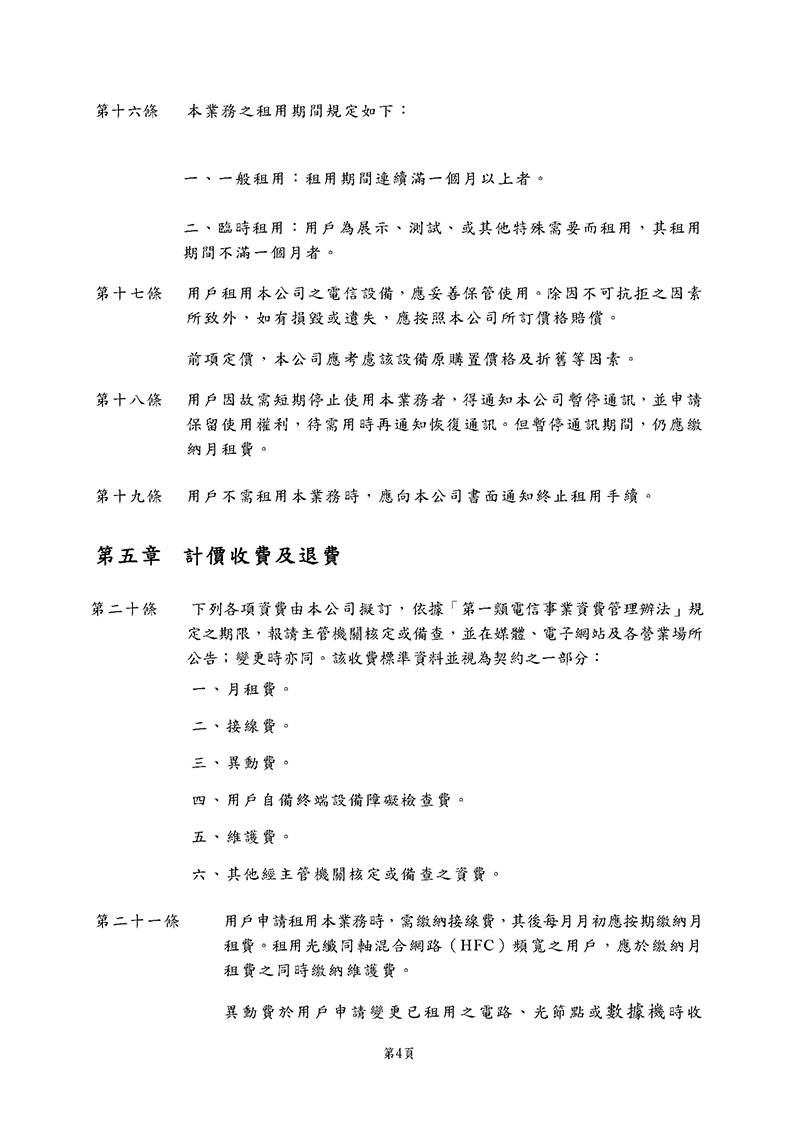 第十六條 本業務之租用期間規定如下：
一、一般租用：租用期間連續滿一個月以上者。
二、臨時租用：用戶為展示、測試、或其他特殊需要而租用，其租用
期間不滿一個月者。
第十七條 用戶租用本公司之電信設備，應妥善保管使用。除因不可抗拒之因素
所致外，如有損毀或遺失，應按照本公司所訂價格賠償。
前項定價，本公司應考慮該設備原購置價格及折舊等因素。
第十八條 用戶因故需短期停止使用本業務者，得通知本公司暫停通訊，並申請
保留使用權利，待需用時再通知恢復通訊。但暫停通訊期間，仍應繳
納月租費。
第十九條 用戶不需租用本業務時，應向本公司書面通知終止租用手續。
第五章 計價收費及退費
第二十條 下列各項資費由本公司擬訂，依據「第一類電信事業資費管理辦法」規
定之期限，報請主管機關核定或備查，並在媒體、電子網站及各營業場所
公告；變更時亦同。該收費標準資料並視為契約之一部分：
一、月租費。
二、接線費。
三、異動費。
四、用戶自備終端設備障礙檢查費。
五、維護費。
六、其他經主管機關核定或備查之資費。
第二十一條 用戶申請租用本業務時，需繳納接線費，其後每月月初應按期繳納月
租費。租用光纖同軸混合網路（HFC）頻寬之用戶，應於繳納月
租費之同時繳納維護費。
異動費於用戶申請變更已租用之電路、光節點或數據機時收
第4頁